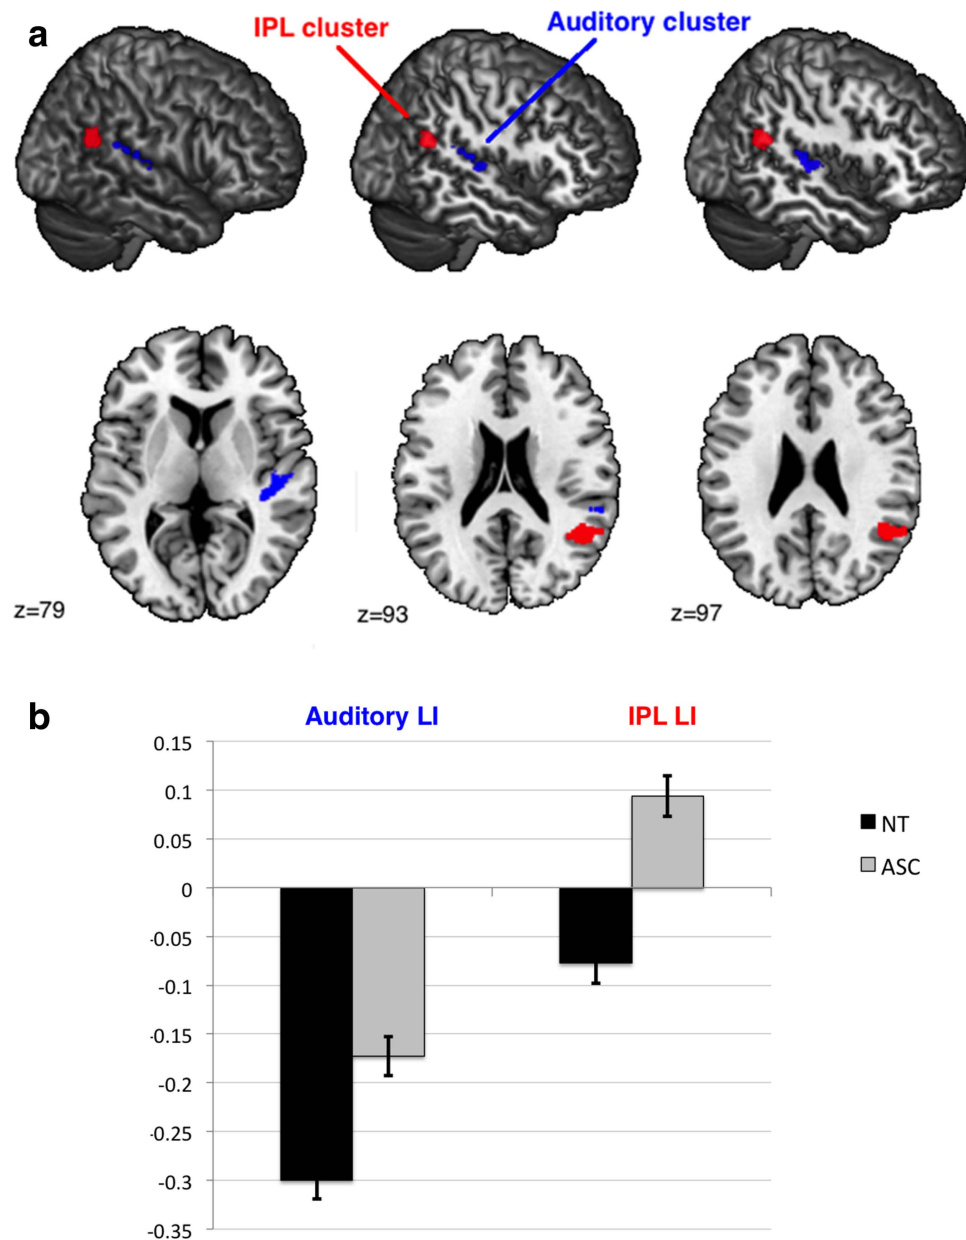 a
IPL cluster
Auditory cluster
z=79
z=93
z=97
b
Auditory LI
IPL LI
0.15
0.1
0.05
0
-0.05
-0.1
-0.15
-0.2
-0.25
-0.3
-0.35
NT
ASC